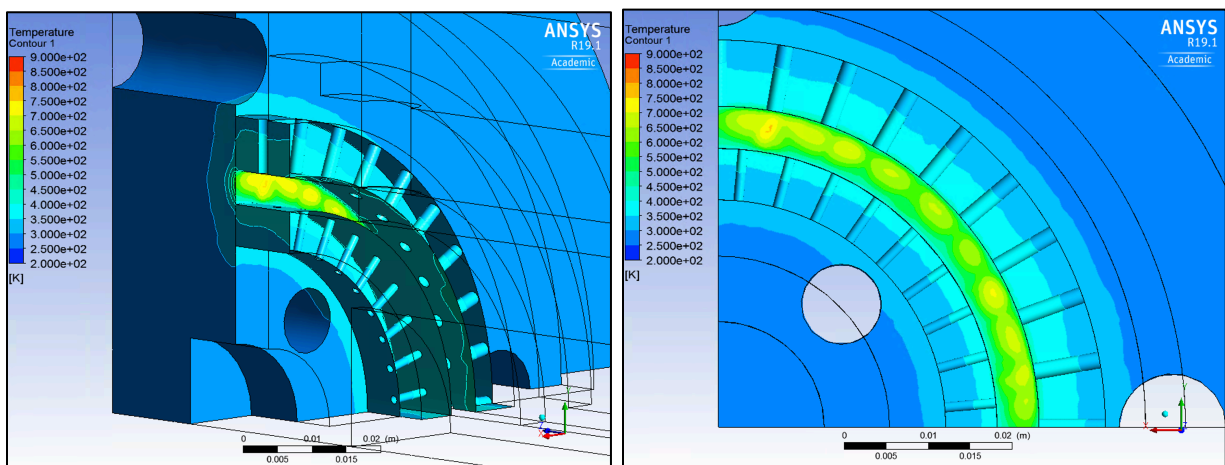 Temperature
Contour 1
9.000e+02
8.500e+02
8.000e+02
7.500e+02
7.000e+02
6.500e+02
6.000e+02
5.500e+02
5.000e+02
4.500e+02
4.000e+02
3.500e+02
3.000e+02
2.500e+02
2.000e+02
[K]
ANSYS
R19.1
Academic
0 0.01 0.02 (m)
0.005 0.015
Temperature
Contour 1
9.000e+02
8.500e+02
8.000e+02
7.500e+02
7.000e+02
6.500e+02
6.000e+02
5.500e+02
5.000e+02
4.500e+02
4.000e+02
3.500e+02
3.000e+02
2.500e+02
2.000e+02
[K]
ANSYS
R19.1
Academic
0 0.01 0.02 (m)
0.005 0.015